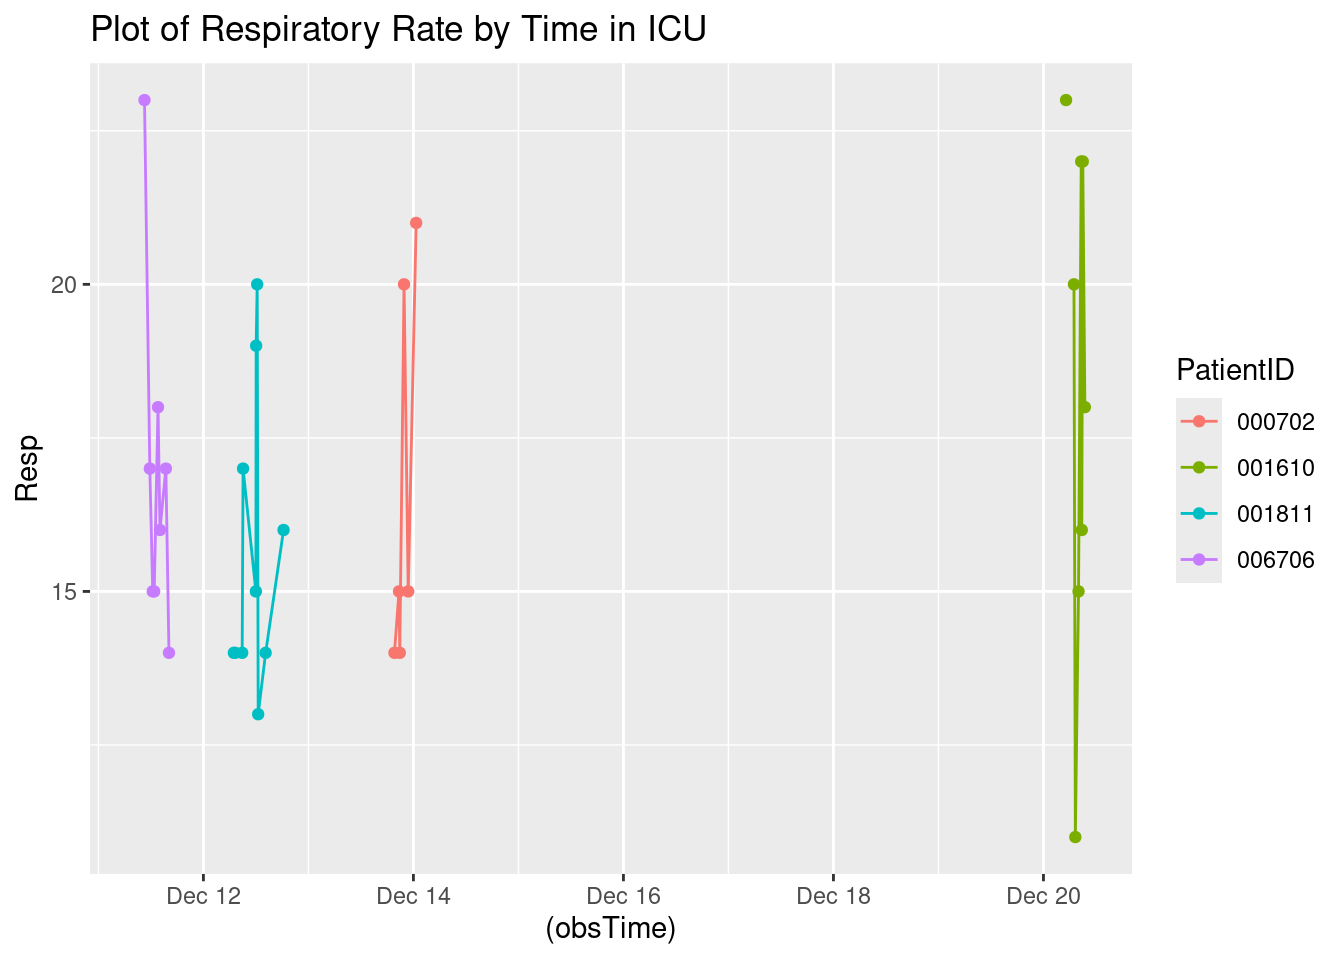 Plot of Respiratory Rate by Time in ICU
Resp
20
15
Dec 12
Dec 14
Dec 16
Dec 18
Dec 20
(obsTime)
PatientID
000702
001610
001811
006706